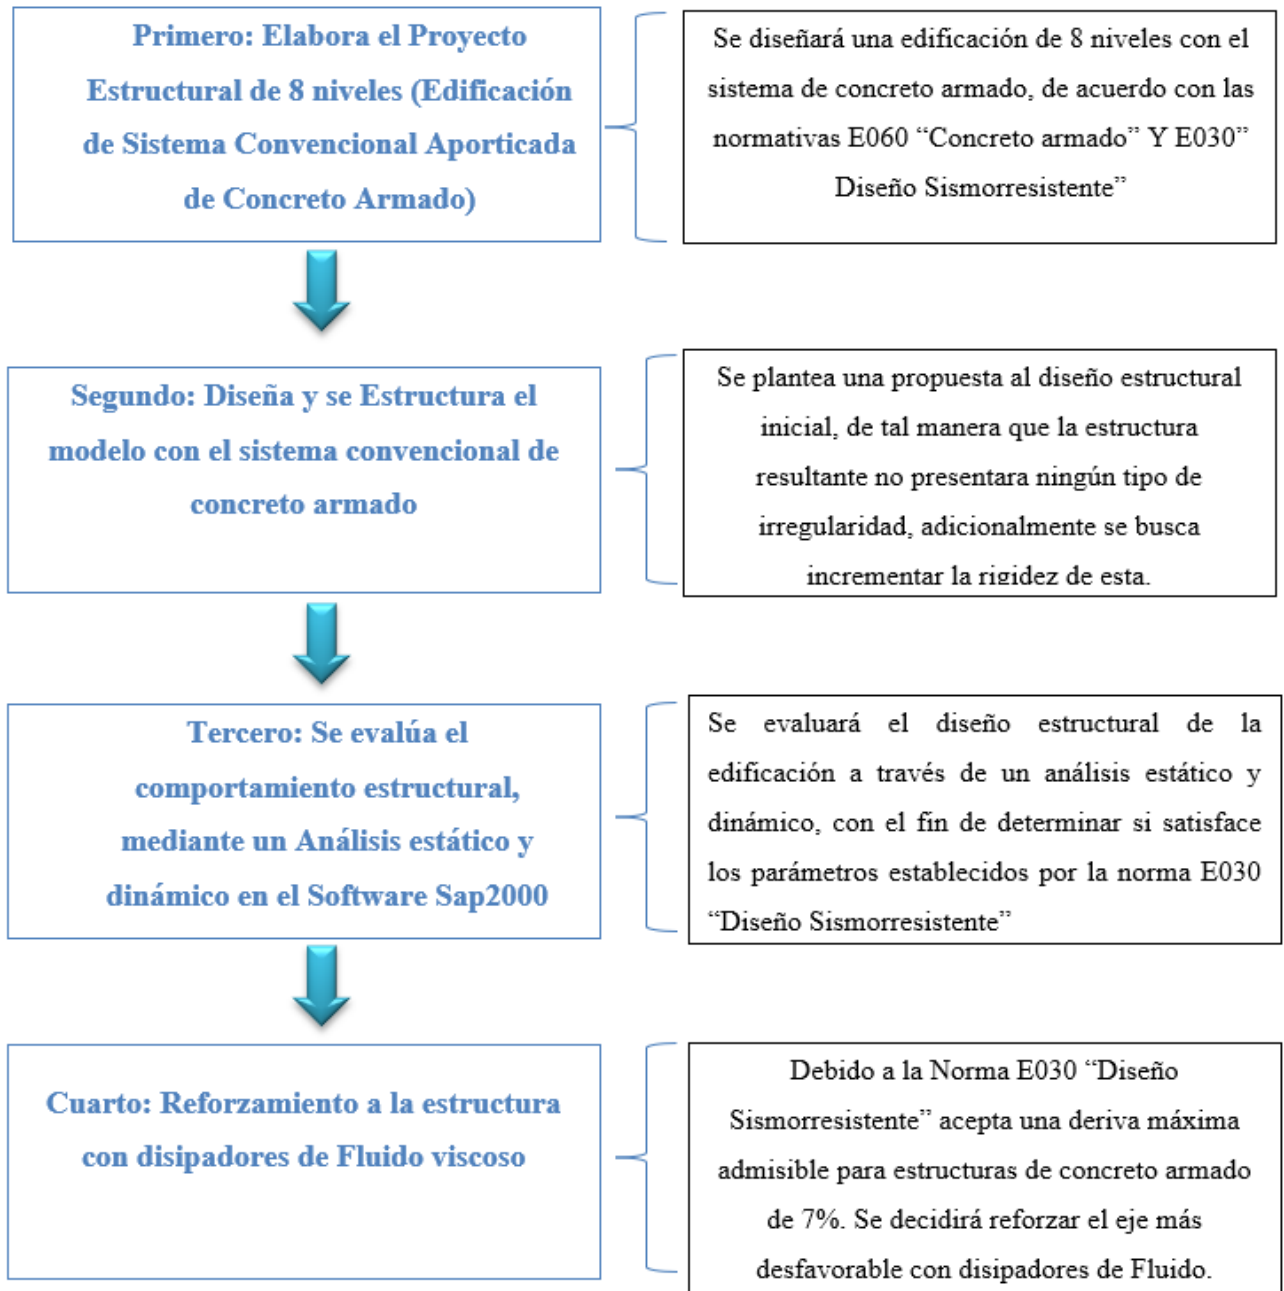 Primero: Elabora el Proyecto
Estructural de 8 niveles (Edificación
de Sistema Convencional Aporticada
de Concreto Armado)
Se diseñará una edificación de 8 niveles con el
sistema de concreto armado, de acuerdo con las
normativas E060 “Concreto armado” Y E030”
Diseño Sismorresistente”
Segundo: Diseña y se Estructura el
modelo con el sistema convencional de
concreto armado
Se plantea una propuesta al diseño estructural
inicial, de tal manera que la estructura
resultante no presentara ningún tipo de
irregularidad, adicionalmente se busca
incrementar la rigidez de esta.
Tercero: Se evalúa el
comportamiento estructural,
mediante un Análisis estático y
dinámico en el Software Sap2000
Se evaluará el diseño estructural de la
edificación a través de un análisis estático y
dinámico, con el fin de determinar si satisface
los parámetros establecidos por la norma E030
“Diseño Sismorresistente”
Cuarto: Reforzamiento a la estructura
con disipadores de Fluido viscoso
Debido a la Norma E030 “Diseño
Sismorresistente” acepta una deriva máxima
admisible para estructuras de concreto armado
de 7%. Se decidirá reforzar el eje más
desfavorable con disipadores de Fluido.